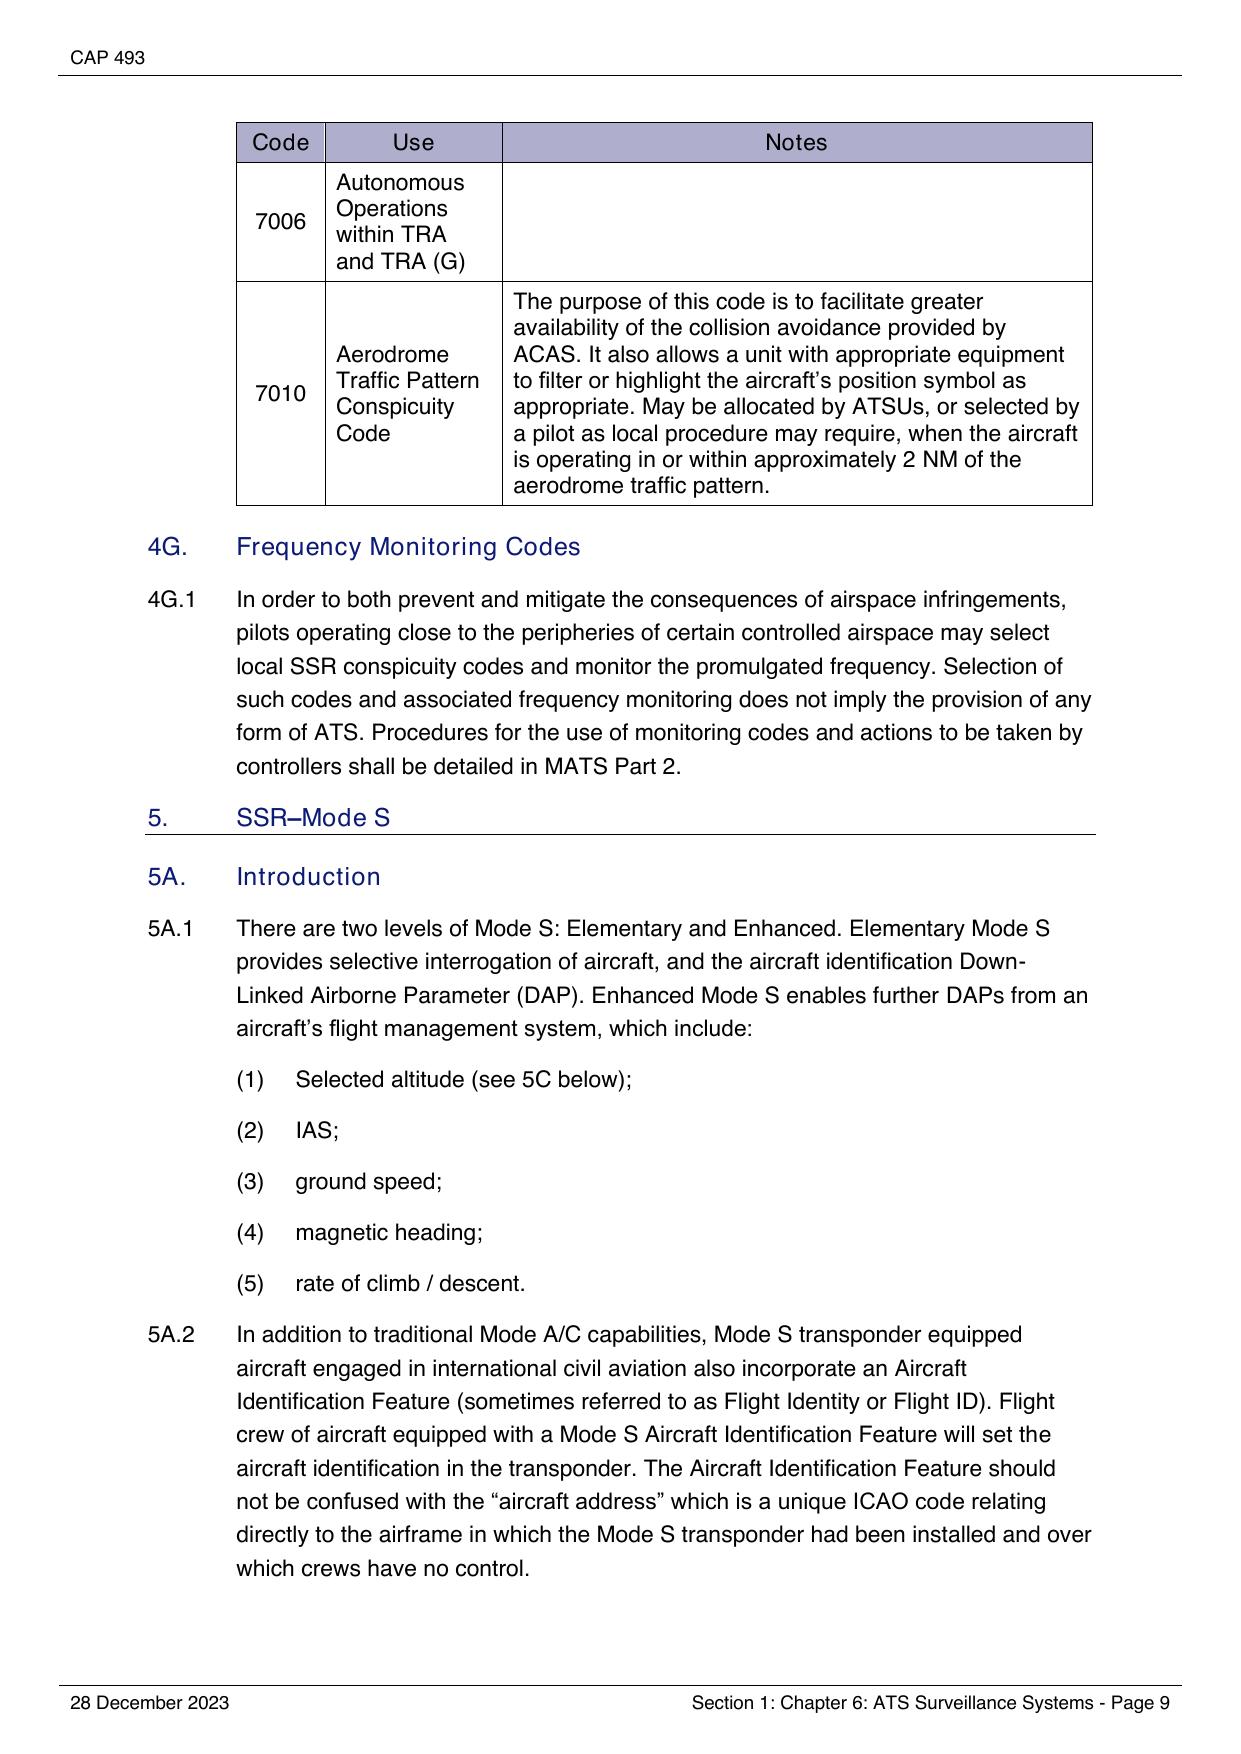 CAP 493
Code Use Notes
7006
Autonomous
Operations
within TRA
and TRA (G)
7010
Aerodrome
Traffic Pattern
Conspicuity
Code
The purpose of this code is to facilitate greater
availability of the collision avoidance provided by
ACAS. It also allows a unit with appropriate equipment
to filter or highlight the aircraft’s position symbol as
appropriate. May be allocated by ATSUs, or selected by
a pilot as local procedure may require, when the aircraft
is operating in or within approximately 2 NM of the
aerodrome traffic pattern.
4G. Frequency Monitoring Codes
4G.1 In order to both prevent and mitigate the consequences of airspace infringements,
pilots operating close to the peripheries of certain controlled airspace may select
local SSR conspicuity codes and monitor the promulgated frequency. Selection of
such codes and associated frequency monitoring does not imply the provision of any
form of ATS. Procedures for the use of monitoring codes and actions to be taken by
controllers shall be detailed in MATS Part 2.
5. SSR–Mode S
5A. Introduction
5A.1 There are two levels of Mode S: Elementary and Enhanced. Elementary Mode S
provides selective interrogation of aircraft, and the aircraft identification Down-
Linked Airborne Parameter (DAP). Enhanced Mode S enables further DAPs from an
aircraft’s flight management system, which include:
(1) Selected altitude (see 5C below);
(2) IAS;
(3) ground speed;
(4) magnetic heading;
(5) rate of climb / descent.
5A.2 In addition to traditional Mode A/C capabilities, Mode S transponder equipped
aircraft engaged in international civil aviation also incorporate an Aircraft
Identification Feature (sometimes referred to as Flight Identity or Flight ID). Flight
crew of aircraft equipped with a Mode S Aircraft Identification Feature will set the
aircraft identification in the transponder. The Aircraft Identification Feature should
not be confused with the “aircraft address” which is a unique ICAO code relating
directly to the airframe in which the Mode S transponder had been installed and over
which crews have no control.
28 December 2023 Section 1: Chapter 6: ATS Surveillance Systems - Page 9